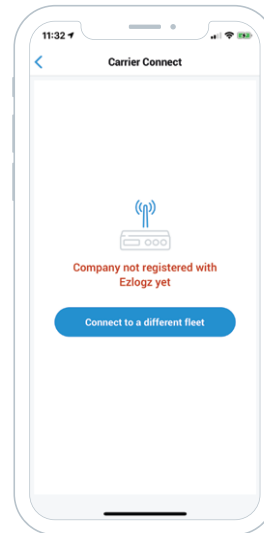 11:32
Carrier Connect
Company not registered with
Ezlogz yet
Connect to a different fleet